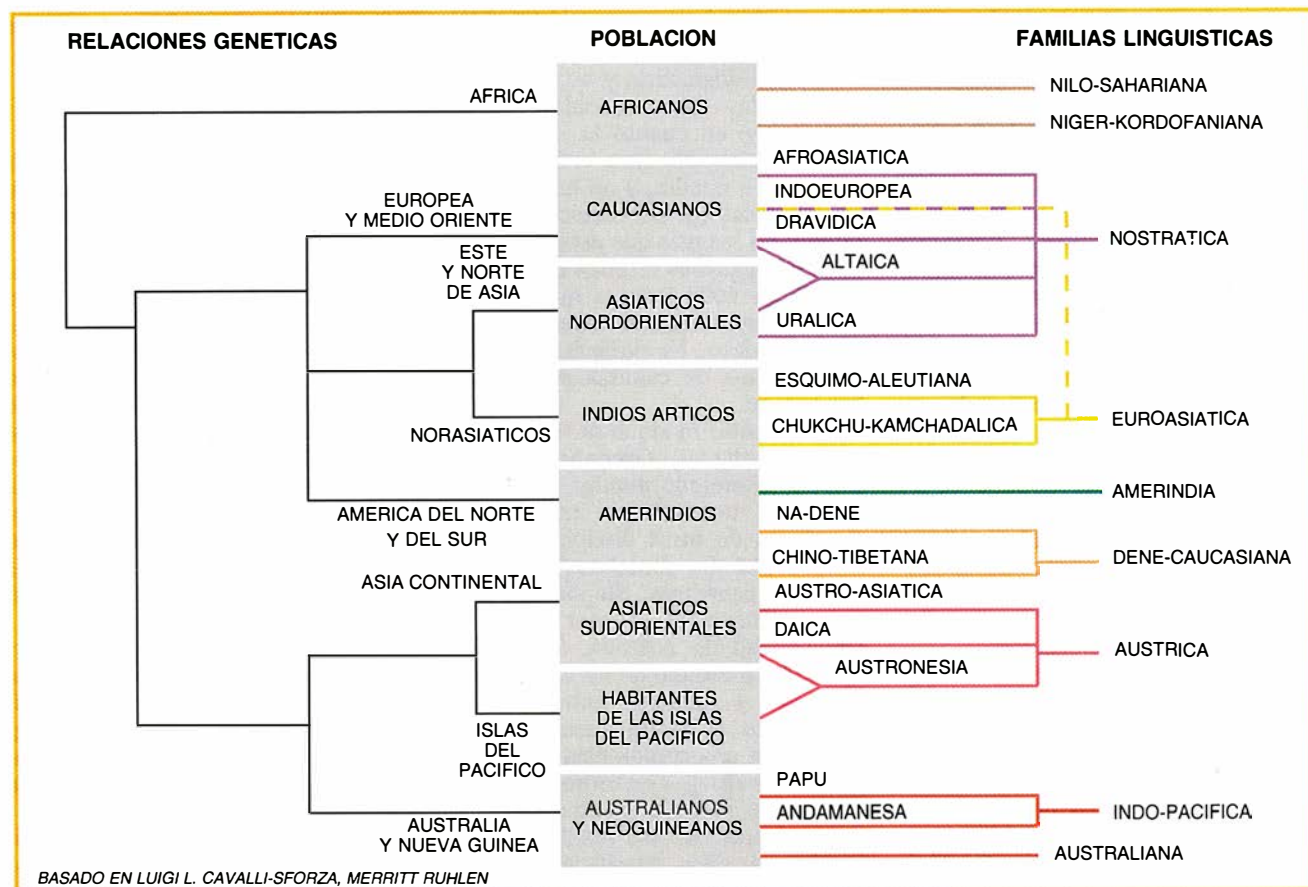 RELACIONES GENETICAS
POBLACION
FAMILIAS LINGUISTICAS
AFRICA
AFRICANOS
NILO-SAHARIANA
NIGER-KORDOFANIANA
EUROPEA
Y MEDIO ORIENTE
CAUCASIANOS
AFROASIATICA
INDOEUROPEA
DRAVIDICA
ALTAICA
NOSTRATICA
ESTE
Y NORTE
DE ASIA
ASIATICOS
NORDORIENTALES
URALICA
NORASIATICOS
INDIOS ARTICOS
ESQUIMO-ALEUTIANA
CHUKCHU-KAMCHADALICA
EUROASIATICA
AMERICA DEL NORTE
Y DEL SUR
AMERINDIOS
AMERINDIA
NA-DENE
CHINO-TIBETANA
DENE-CAUCASIANA
ASIA CONTINENTAL
ASIATICOS
SUDORIENTALES
AUSTRO-ASIATICA
DAICA
AUSTRONESIA
AUSTRICA
ISLAS
DEL
PACIFICO
HABITANTES
DE LAS ISLAS
DEL PACIFICO
AUSTRALIA
Y NUEVA GUINEA
AUSTRALIANOS
Y NEOGUINEANOS
PAPU
ANDAMANESA
INDO-PACIFICA
AUSTRALIANA
BASADO EN LUIGI L. CAVALLI-SFORZA, MERRITT RUHLEN